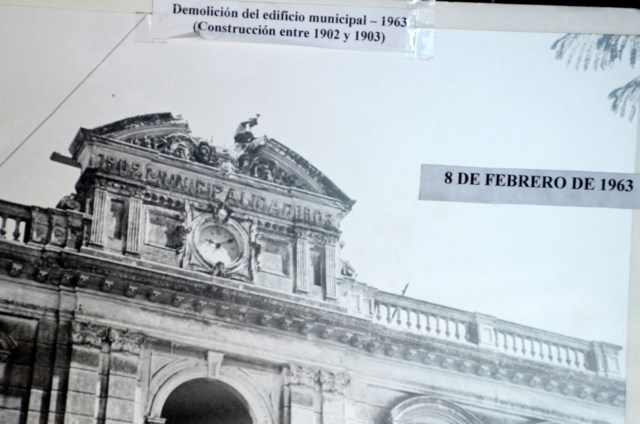 Demolición del edificio municipal – 1963
(Construcción entre 1902 y 1903)
8 DE FEBRERO DE 1963